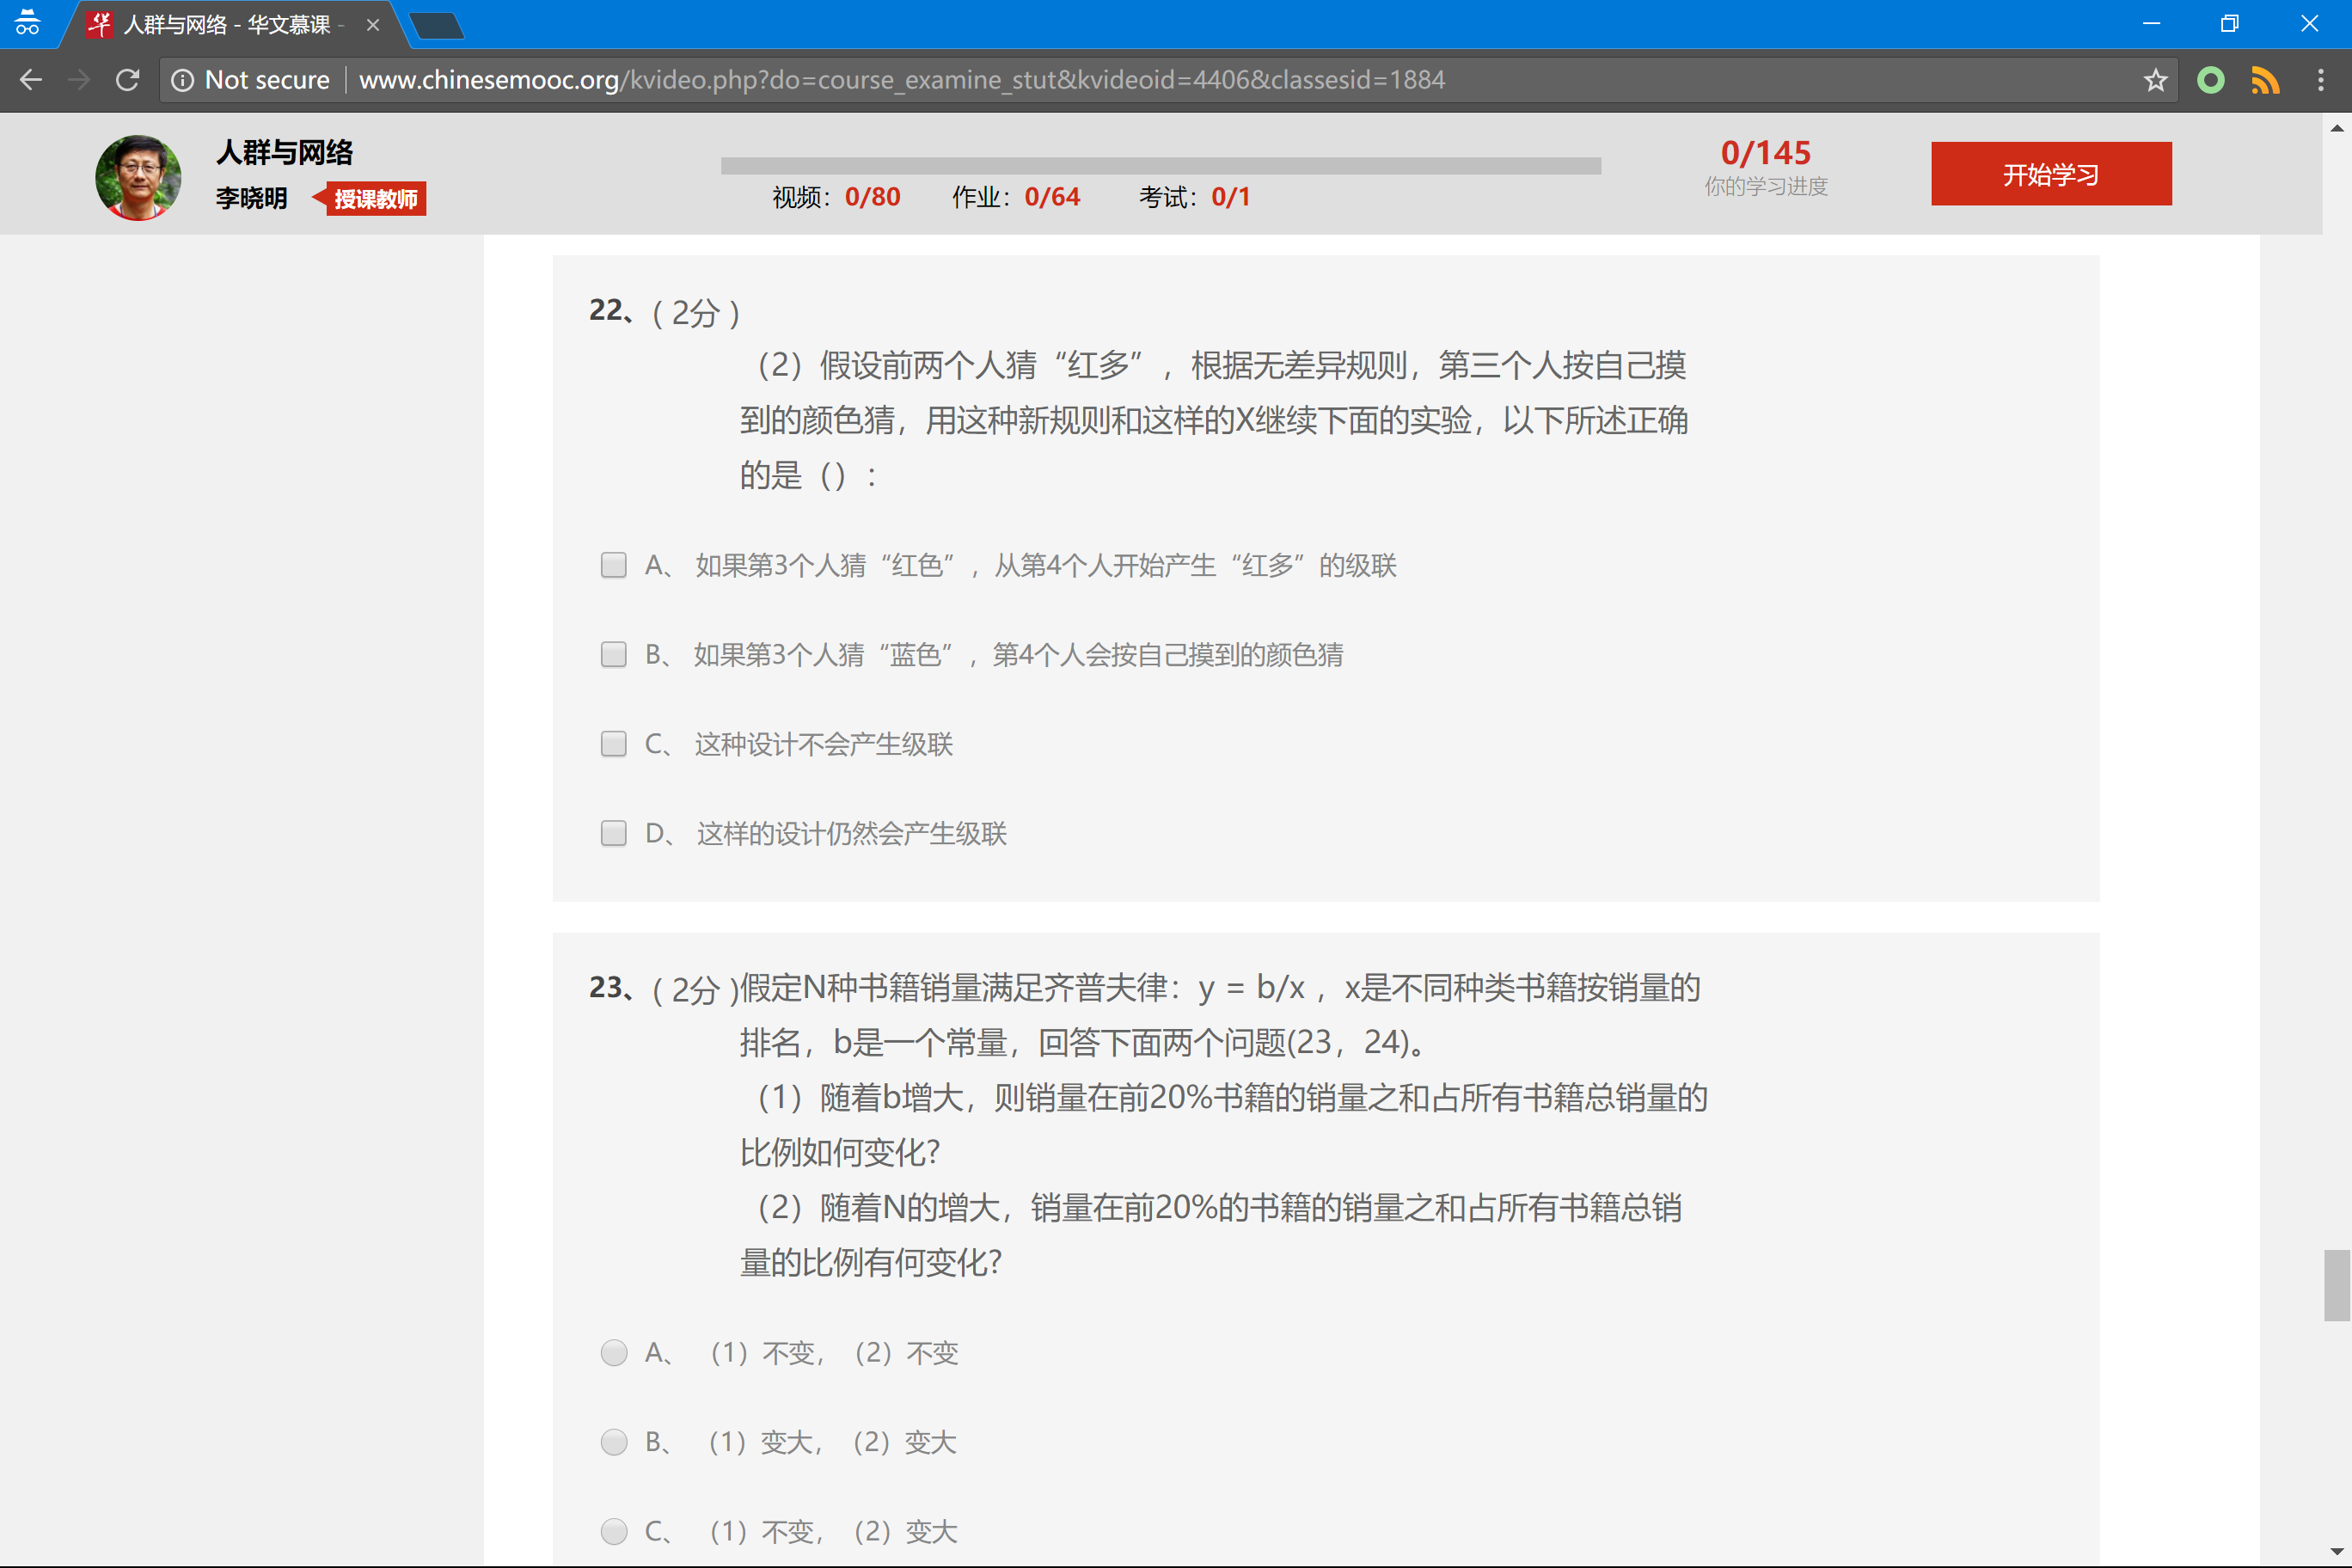 人群与网络 - 华文慕课 -
Not secure www.chinesemooc.org/kvideo.php?do=course_examine_stut&kvideoid=4406&classesid=1884
人群与网络
李晓明 授课教师
视频：0/80 作业：0/64 考试：0/1
0/145
你的学习进度
开始学习
22、 ( 2分 )
（2）假设前两个人猜“红多”，根据无差异规则，第三个人按自己摸
到的颜色猜，用这种新规则和这样的X继续下面的实验，以下所述正确
的是（）:
A、 如果第3个人猜“红色”，从第4个人开始产生“红多”的级联
B、 如果第3个人猜“蓝色”，第4个人会按自己摸到的颜色猜
C、 这种设计不会产生级联
D、 这样的设计仍然会产生级联
23、 ( 2分 )假定N种书籍销量满足齐普夫律：y = b/x ，x是不同种类书籍按销量的
排名，b是一个常量，回答下面两个问题(23，24)。
（1）随着b增大，则销量在前20%书籍的销量之和占所有书籍总销量的
比例如何变化?
（2）随着N的增大，销量在前20%的书籍的销量之和占所有书籍总销
量的比例有何变化?
A、 （1）不变，（2）不变
B、 （1）变大，（2）变大
C、 （1）不变，（2）变大